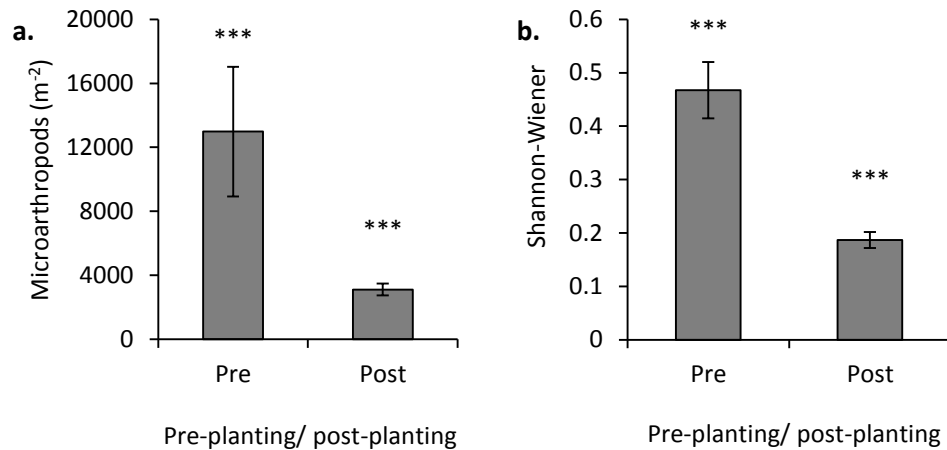 a.
Microarthropods (m⁻²)
20000
16000
12000
8000
4000
0
***
***
Pre
Post
Pre-planting/ post-planting
b.
Shannon-Wiener
0.6
0.5
0.4
0.3
0.2
0.1
0
***
***
Pre
Post
Pre-planting/ post-planting